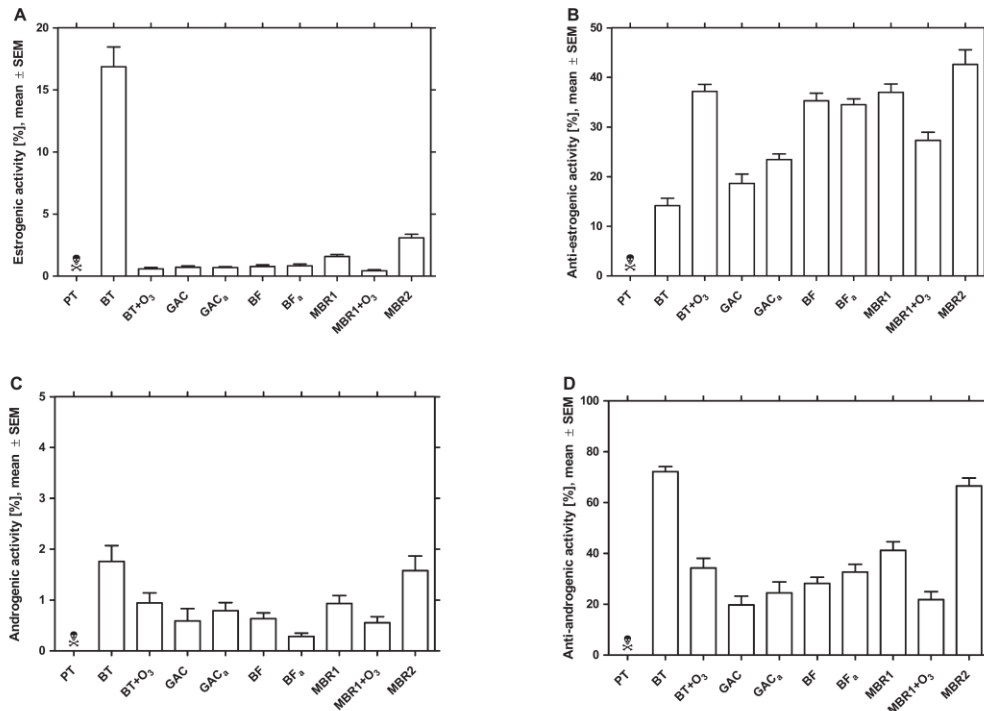 A
Estrogenic activity [%], mean ± SEM
20
15
10
5
0
PT
BT
BT+O₃
GAC
GACₐ
BF
BFₐ
MBR1
MBR1+O₃
MBR2
B
Anti-estrogenic activity [%], mean ± SEM
50
40
30
20
10
0
PT
BT
BT+O₃
GAC
GACₐ
BF
BFₐ
MBR1
MBR1+O₃
MBR2
C
Androgenic activity [%], mean ± SEM
5
4
3
2
1
0
PT
BT
BT+O₃
GAC
GACₐ
BF
BFₐ
MBR1
MBR1+O₃
MBR2
D
Anti-androgenic activity [%], mean ± SEM
100
80
60
40
20
0
PT
BT
BT+O₃
GAC
GACₐ
BF
BFₐ
MBR1
MBR1+O₃
MBR2